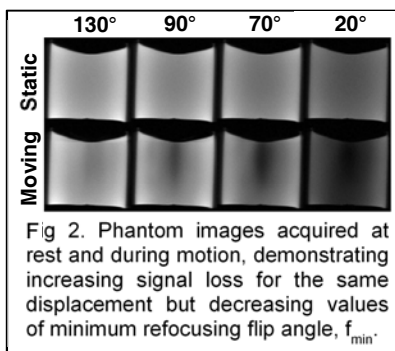 130° 90° 70° 20°
Static
Moving
Fig 2. Phantom images acquired at
rest and during motion, demonstrating
increasing signal loss for the same
displacement but decreasing values
of minimum refocusing flip angle, fmin.